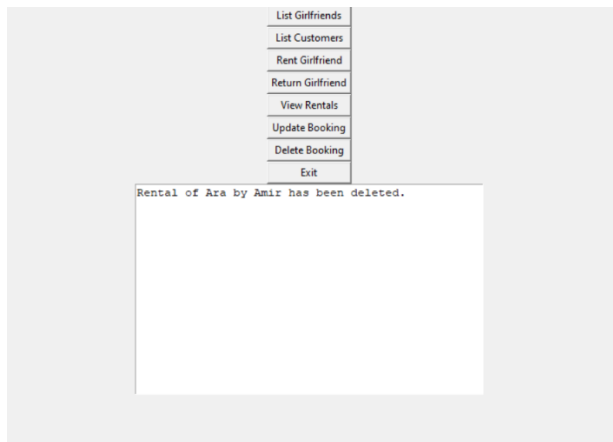 List Girlfriends
List Customers
Rent Girlfriend
Return Girlfriend
View Rentals
Update Booking
Delete Booking
Exit
Rental of Ara by Amir has been deleted.